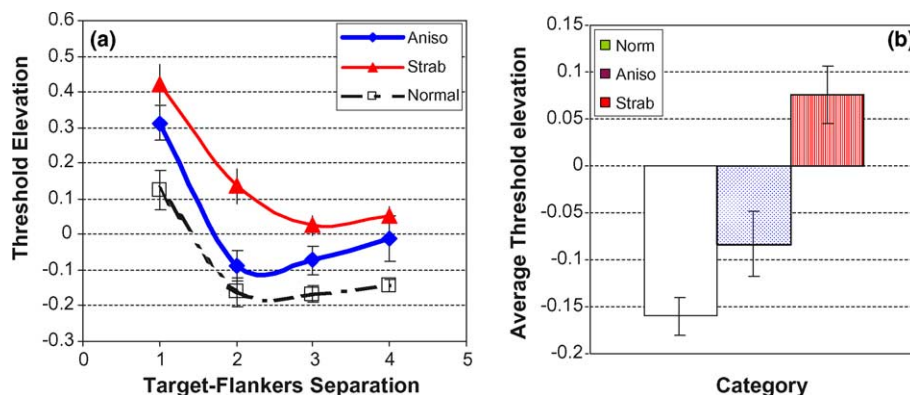 (a)
Aniso
Strab
Normal
Threshold Elevation
0.6
0.5
0.4
0.3
0.2
0.1
0
-0.1
-0.2
-0.3
0 1 2 3 4 5
Target-Flankers Separation
(b)
Norm
Aniso
Strab
Average Threshold elevation
0.15
0.1
0.05
0
-0.05
-0.1
-0.15
-0.2
Category